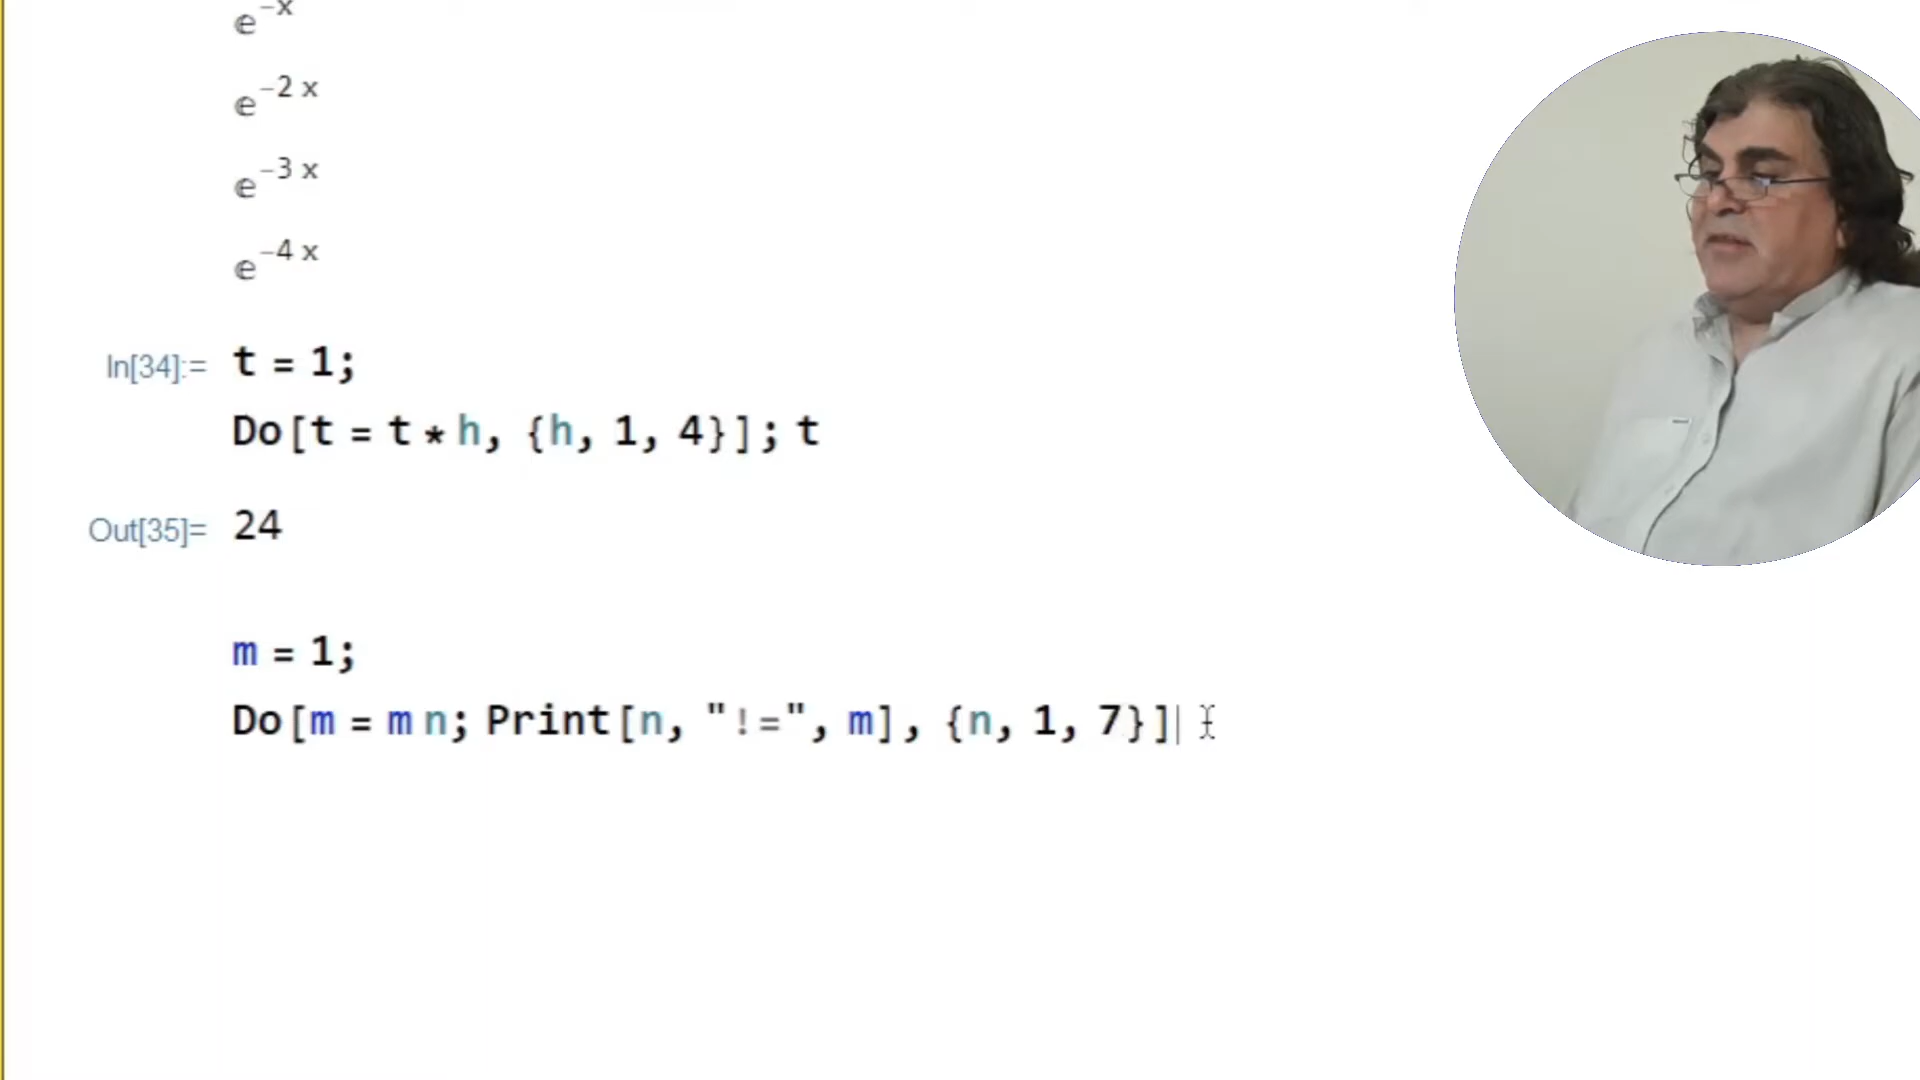 e^-x
e^-2 x
e^-3 x
e^-4 x
In[34]:= t = 1;
Do[t = t * h, {h, 1, 4}]; t
Out[35]= 24
m = 1;
Do[m = m n; Print[n, "!=", m], {n, 1, 7}]